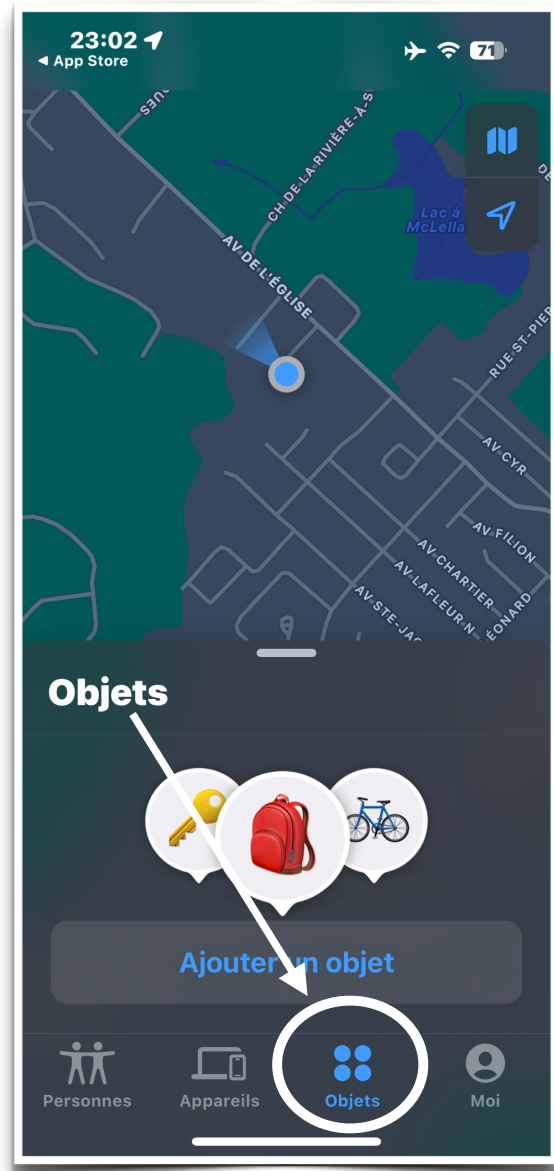 23:02
◀ App Store
71
CH-DE-LA-RIVIÈRE-À-S
Lac à
McLella
AV-DE-L'ÉGLISE
RUE-ST-PIER
AV-CYR
AV-FILION
AV-CHARTIER
AV-LAFLEUR N
ÉONARD
AV-STE-JAC
Objets
Ajouter un objet
Personnes
Appareils
Objets
Moi